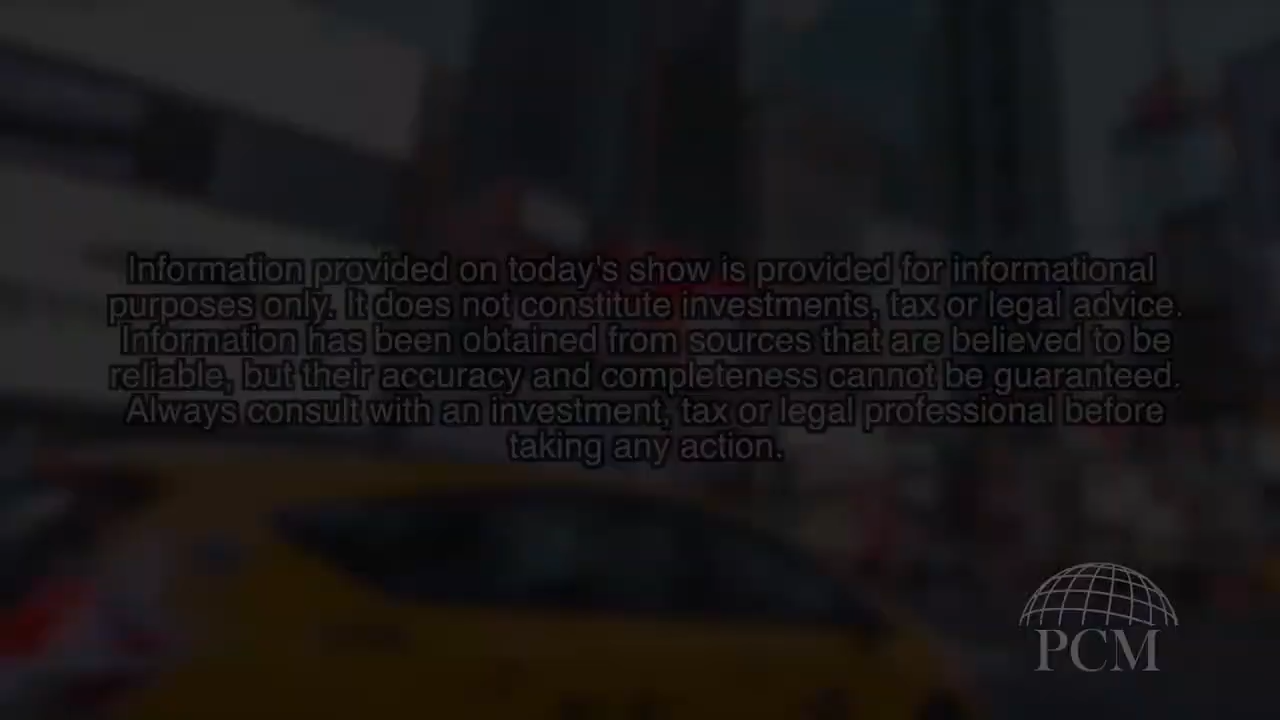 Information provided on today's show is provided for informational
purposes only. It does not constitute investments, tax or legal advice.
Information has been obtained from sources that are believed to be
reliable, but their accuracy and completeness cannot be guaranteed.
Always consult with an investment, tax or legal professional before
taking any action.
PCM